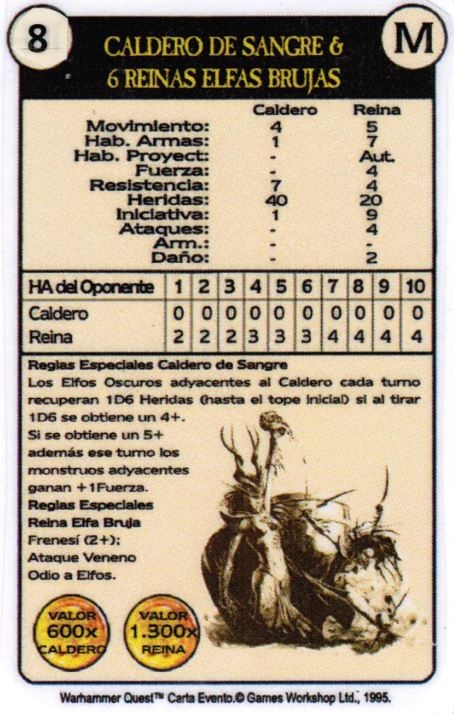 8
M
CALDERO DE SANGRE &
6 REINAS ELFAS BRUJAS
Caldero Reina
Movimiento: 4 5
Hab. Armas: 1 7
Hab. Proyect: - Aut.
Fuerza: - 4
Resistencia: 7 4
Heridas: 40 20
Iniciativa: 1 9
Ataques: - 4
Arm.: - -
Daño: - 2
HA del Oponente 1 2 3 4 5 6 7 8 9 10
Caldero 0 0 0 0 0 0 0 0 0 0
Reina 2 2 2 3 3 3 4 4 4 4
Reglas Especiales Caldero de Sangre
Los Elfos Oscuros adyacentes al Caldero cada turno
recuperan 1D6 Heridas (hasta el tope Inicial) si al tirar
1D6 se obtiene un 4+.
Si se obtiene un 5+
además ese turno los
monstruos adyacentes
ganan +1Fuerza.
Reglas Especiales
Reina Elfa Bruja
Frenesí (2+);
Ataque Veneno
Odio a Elfos.
VALOR
600x
CALDERO
VALOR
1.300x
REINA
Warhammer Quest™ Carta Evento.© Games Workshop Ltd., 1995.